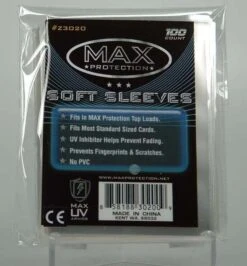 #Z3020
100
COUNT
MAX
PROTECTION
SOFT SLEEVES
• Fits in MAX Protection Top Loads.
• Fits Most Standard Sized Cards.
• UV Inhibitor Helps Prevent Fading.
• Prevents Fingerprints & Scratches.
• No PVC
WWW.MAXPROTECTION.NET
MAX
UV
CE
MADE IN CHINA
KENT WA. 98032